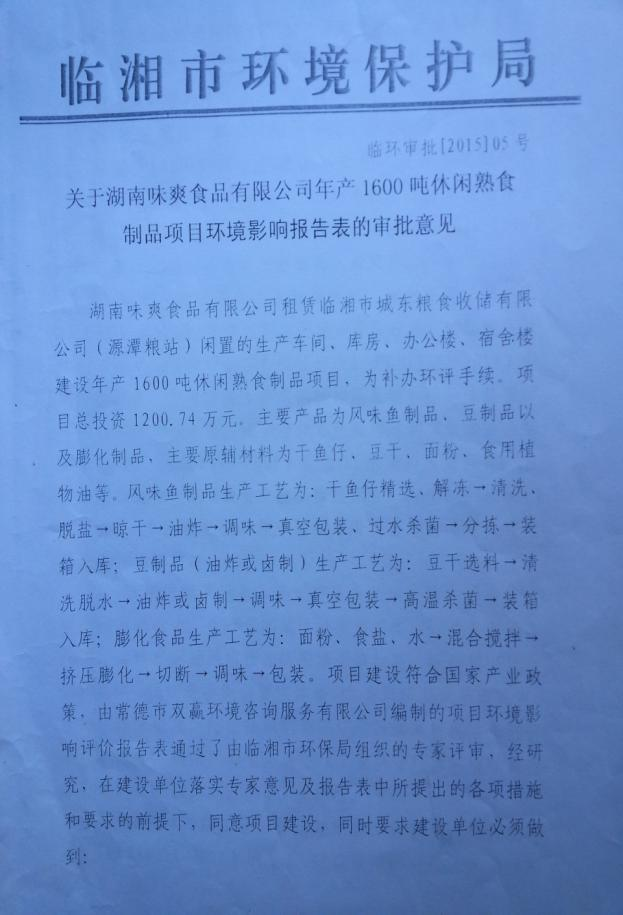 临湘市环境保护局
临环审批[2015]05 号
关于湖南味爽食品有限公司年产 1600 吨休闲熟食
制品项目环境影响报告表的审批意见
湖南味爽食品有限公司租赁临湘市城东粮食收储有限
公司（源潭粮站）闲置的生产车间、库房、办公楼、宿舍楼
建设年产 1600 吨休闲熟食制品项目，为补办环评手续。项
目总投资 1200.74 万元。主要产品为风味鱼制品、豆制品以
及膨化制品、主要原辅材料为干鱼仔、豆干、面粉、食用植
物油等。风味鱼制品生产工艺为：干鱼仔精选、解冻→清洗、
脱盐→晾干→油炸→调味→真空包装、过水杀菌→分拣→装
箱入库；豆制品（油炸或卤制）生产工艺为：豆干选料→清
洗脱水→油炸或卤制→调味→真空包装→高温杀菌→装箱
入库；膨化食品生产工艺为：面粉、食盐、水→混合搅拌→
挤压膨化→切断→调味→包装。项目建设符合国家产业政
策，由常德市双赢环境咨询服务有限公司编制的项目环境影
响评价报告表通过了由临湘市环保局组织的专家评审，经研
究，在建设单位落实专家意见及报告表中所提出的各项措施
和要求的前提下，同意项目建设，同时要求建设单位必须做
到：